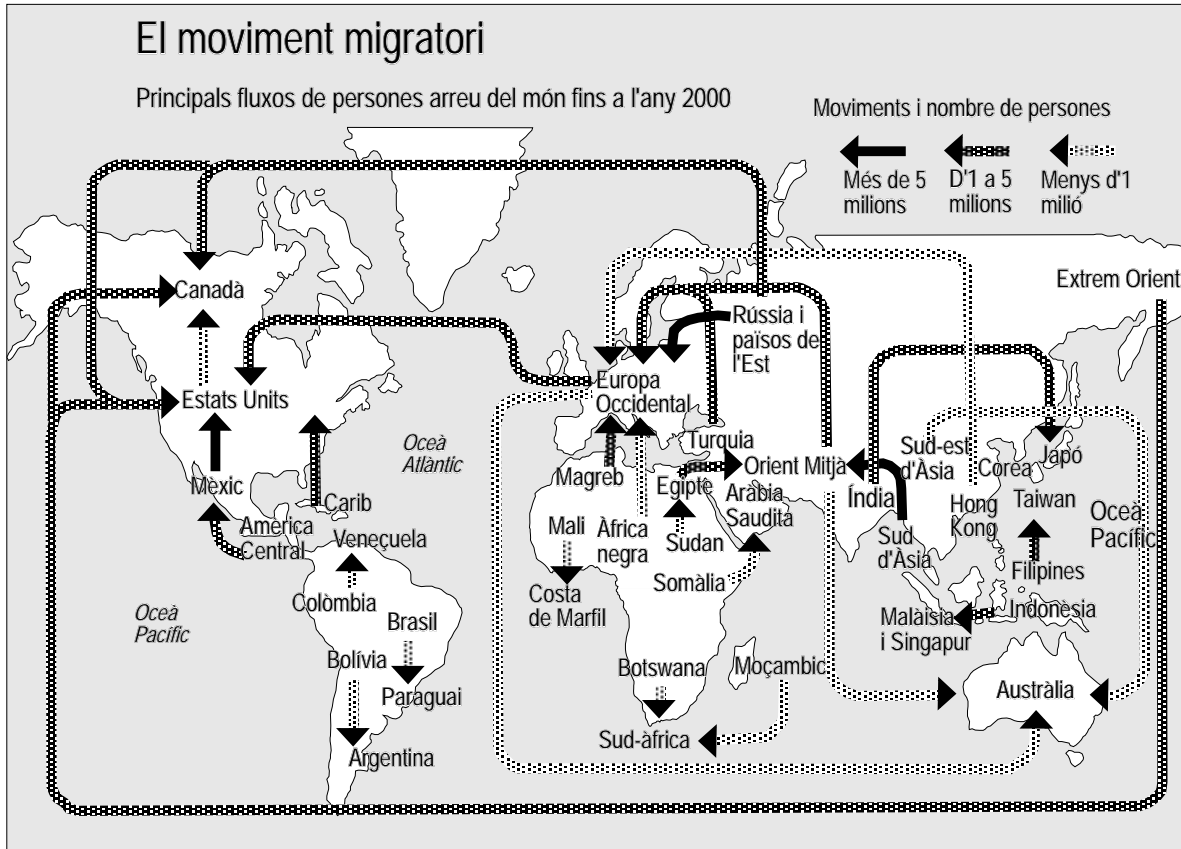 El moviment migratori
Principals fluxos de persones arreu del món fins a l'any 2000
Moviments i nombre de persones
Més de 5
milions
D'1 a 5
milions
Menys d'1
milió
Canadà
Estats Units
Mèxic
Carib
America
Central
Veneçuela
Colòmbia
Brasil
Bolívia
Paraguai
Argentina
Oceà
Atlàntic
Oceà
Pacífic
Europa
Occidental
Rússia i
països de
l'Est
Extrem Orient
Turquia
Magreb
Egipte
Orient Mitjà
Aràbia
Saudita
Mali
Àfrica
negra
Sudan
Somàlia
Costa
de Marfil
Botswana
Moçambic
Sud-àfrica
Índia
Sud
d'Àsia
Sud-est
d'Àsia
Corea
Japó
Hong
Kong
Taiwan
Oceà
Pacífic
Filipines
Indonèsia
Malàisia
i Singapur
Austràlia